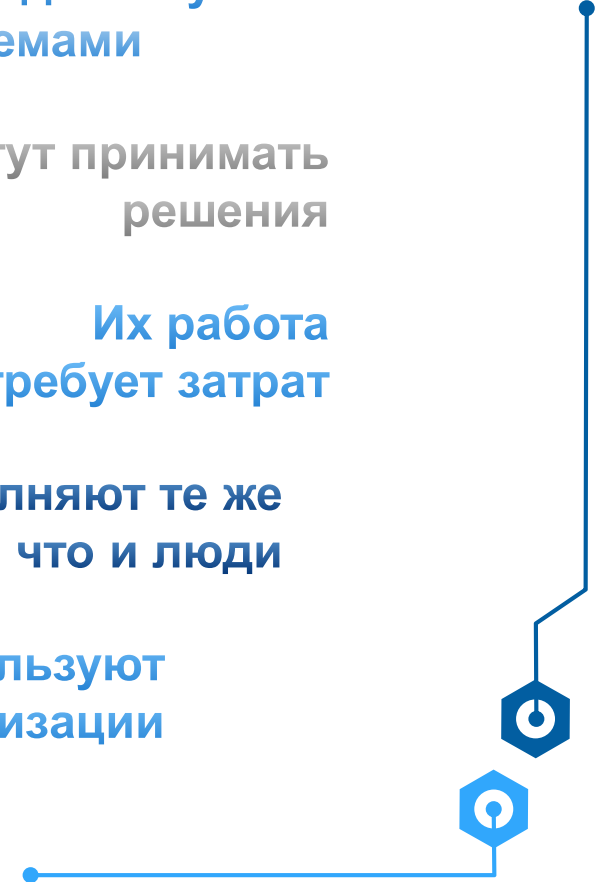 емами
гут принимать
решения
Их работа
требует затрат
лняют те же
что и люди
льзуют
изации